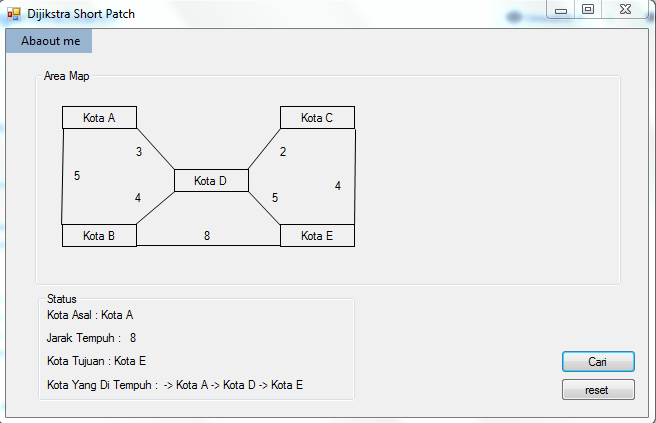 Dijikstra Short Patch
Abaout me
Area Map
Kota A
Kota C
3
2
5
Kota D
4
4
5
Kota B
8
Kota E
Status
Kota Asal : Kota A
Jarak Tempuh : 8
Kota Tujuan : Kota E
Kota Yang Di Tempuh : -> Kota A -> Kota D -> Kota E
Cari
reset